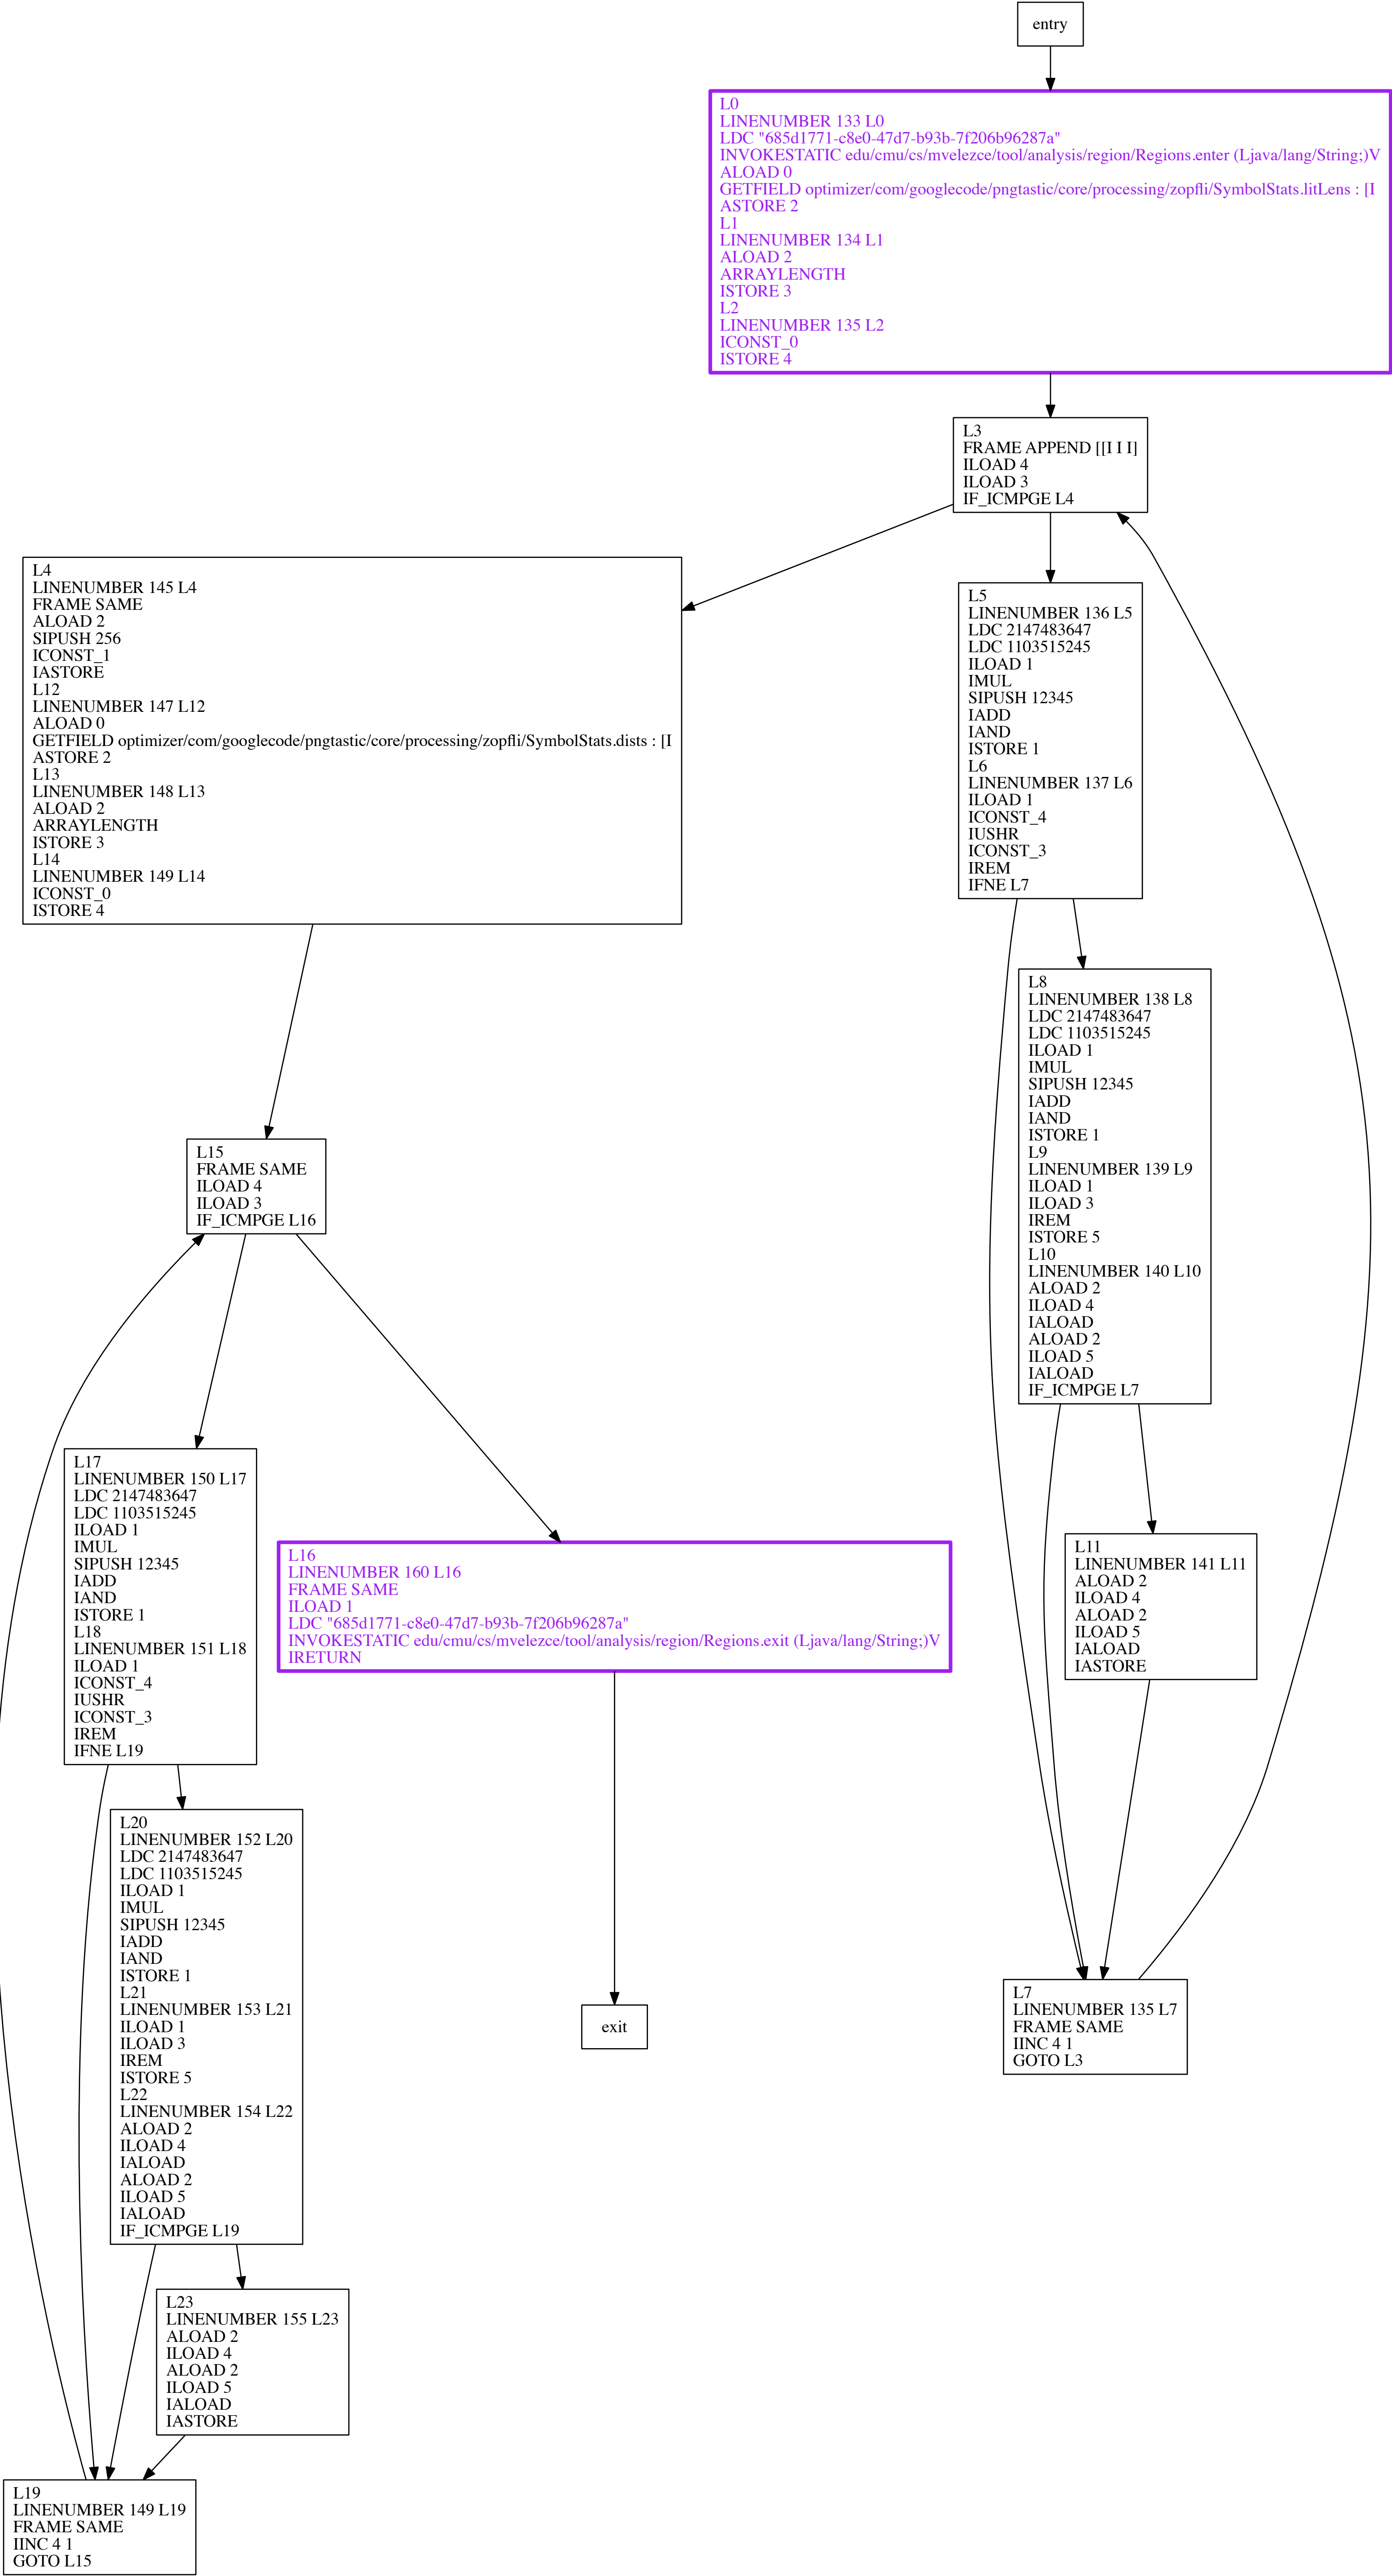 entry
L0
LINENUMBER 133 L0
LDC "685d1771-c8e0-47d7-b93b-7f206b96287a"
INVOKESTATIC edu/cmu/cs/mvelezce/tool/analysis/region/Regions.enter (Ljava/lang/String;)V
ALOAD 0
GETFIELD optimizer/com/googlecode/pngtastic/core/processing/zopfli/SymbolStats.litLens : [I
ASTORE 2
L1
LINENUMBER 134 L1
ALOAD 2
ARRAYLENGTH
ISTORE 3
L2
LINENUMBER 135 L2
ICONST_0
ISTORE 4
L3
FRAME APPEND [[I I I]
ILOAD 4
ILOAD 3
IF_ICMPGE L4
L4
LINENUMBER 145 L4
FRAME SAME
ALOAD 2
SIPUSH 256
ICONST_1
IASTORE
L12
LINENUMBER 147 L12
ALOAD 0
GETFIELD optimizer/com/googlecode/pngtastic/core/processing/zopfli/SymbolStats.dists : [I
ASTORE 2
L13
LINENUMBER 148 L13
ALOAD 2
ARRAYLENGTH
ISTORE 3
L14
LINENUMBER 149 L14
ICONST_0
ISTORE 4
L5
LINENUMBER 136 L5
LDC 2147483647
LDC 1103515245
ILOAD 1
IMUL
SIPUSH 12345
IADD
IAND
ISTORE 1
L6
LINENUMBER 137 L6
ILOAD 1
ICONST_4
IUSHR
ICONST_3
IREM
IFNE L7
L8
LINENUMBER 138 L8
LDC 2147483647
LDC 1103515245
ILOAD 1
IMUL
SIPUSH 12345
IADD
IAND
ISTORE 1
L9
LINENUMBER 139 L9
ILOAD 1
ILOAD 3
IREM
ISTORE 5
L10
LINENUMBER 140 L10
ALOAD 2
ILOAD 4
IALOAD
ALOAD 2
ILOAD 5
IALOAD
IF_ICMPGE L7
L15
FRAME SAME
ILOAD 4
ILOAD 3
IF_ICMPGE L16
L17
LINENUMBER 150 L17
LDC 2147483647
LDC 1103515245
ILOAD 1
IMUL
SIPUSH 12345
IADD
IAND
ISTORE 1
L18
LINENUMBER 151 L18
ILOAD 1
ICONST_4
IUSHR
ICONST_3
IREM
IFNE L19
L16
LINENUMBER 160 L16
FRAME SAME
ILOAD 1
LDC "685d1771-c8e0-47d7-b93b-7f206b96287a"
INVOKESTATIC edu/cmu/cs/mvelezce/tool/analysis/region/Regions.exit (Ljava/lang/String;)V
IRETURN
L11
LINENUMBER 141 L11
ALOAD 2
ILOAD 4
ALOAD 2
ILOAD 5
IALOAD
IASTORE
L20
LINENUMBER 152 L20
LDC 2147483647
LDC 1103515245
ILOAD 1
IMUL
SIPUSH 12345
IADD
IAND
ISTORE 1
L21
LINENUMBER 153 L21
ILOAD 1
ILOAD 3
IREM
ISTORE 5
L22
LINENUMBER 154 L22
ALOAD 2
ILOAD 4
IALOAD
ALOAD 2
ILOAD 5
IALOAD
IF_ICMPGE L19
exit
L7
LINENUMBER 135 L7
FRAME SAME
IINC 4 1
GOTO L3
L23
LINENUMBER 155 L23
ALOAD 2
ILOAD 4
ALOAD 2
ILOAD 5
IALOAD
IASTORE
L19
LINENUMBER 149 L19
FRAME SAME
IINC 4 1
GOTO L15